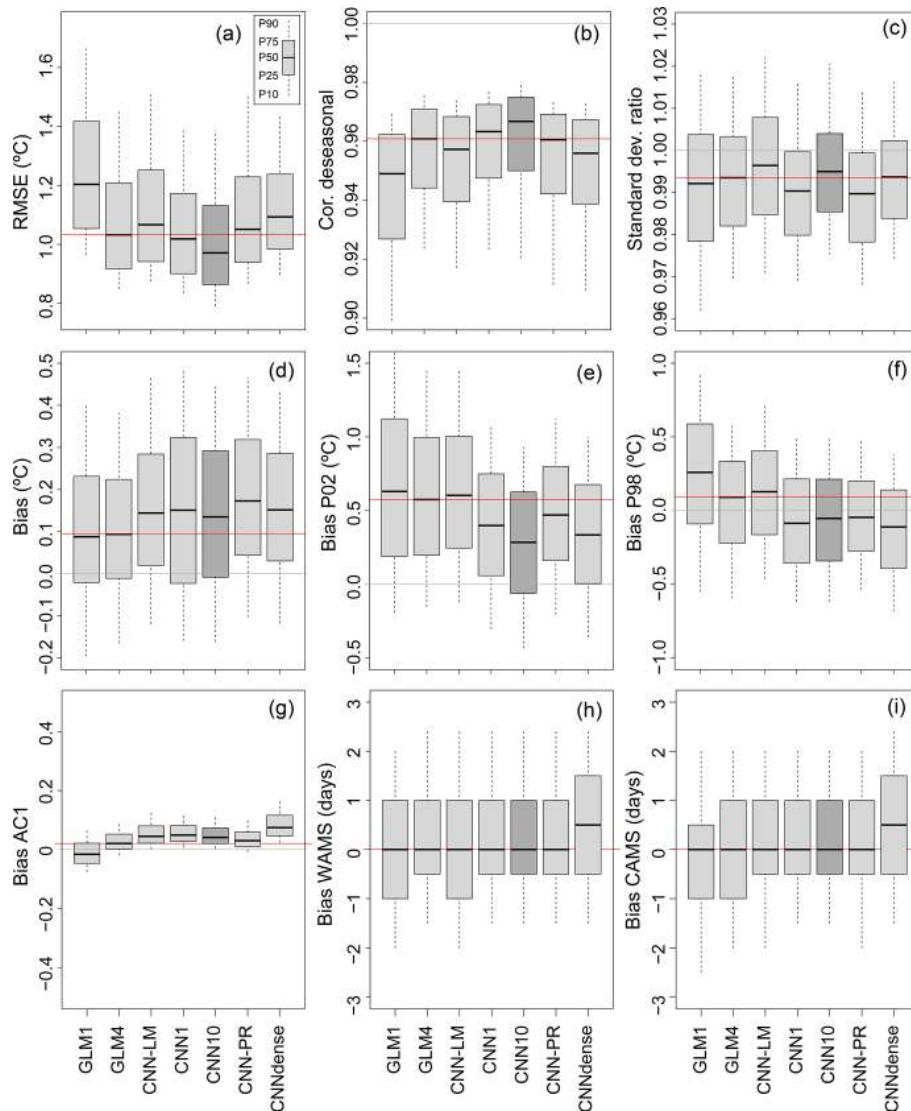 (a)
P90
P75
P50
P25
P10
RMSE (ºC)
1.6
1.4
1.2
1.0
0.8
(b)
Cor. deseasonal
1.00
0.98
0.96
0.94
0.92
0.90
(c)
Standard dev. ratio
1.03
1.02
1.01
1.00
0.99
0.98
0.97
0.96
(d)
Bias (ºC)
0.5
0.4
0.3
0.2
0.1
0.0
−0.1
−0.2
(e)
Bias P02 (ºC)
1.5
1.0
0.5
0.0
−0.5
(f)
Bias P98 (ºC)
1.0
0.5
0.0
−0.5
−1.0
(g)
Bias AC1
0.4
0.2
0
−0.2
−0.4
(h)
Bias WAMS (days)
3
2
1
0
−1
−2
−3
(i)
Bias CAMS (days)
3
2
1
0
−1
−2
−3
GLM1
GLM4
CNN-LM
CNN1
CNN10
CNN-PR
CNNdense
GLM1
GLM4
CNN-LM
CNN1
CNN10
CNN-PR
CNNdense
GLM1
GLM4
CNN-LM
CNN1
CNN10
CNN-PR
CNNdense